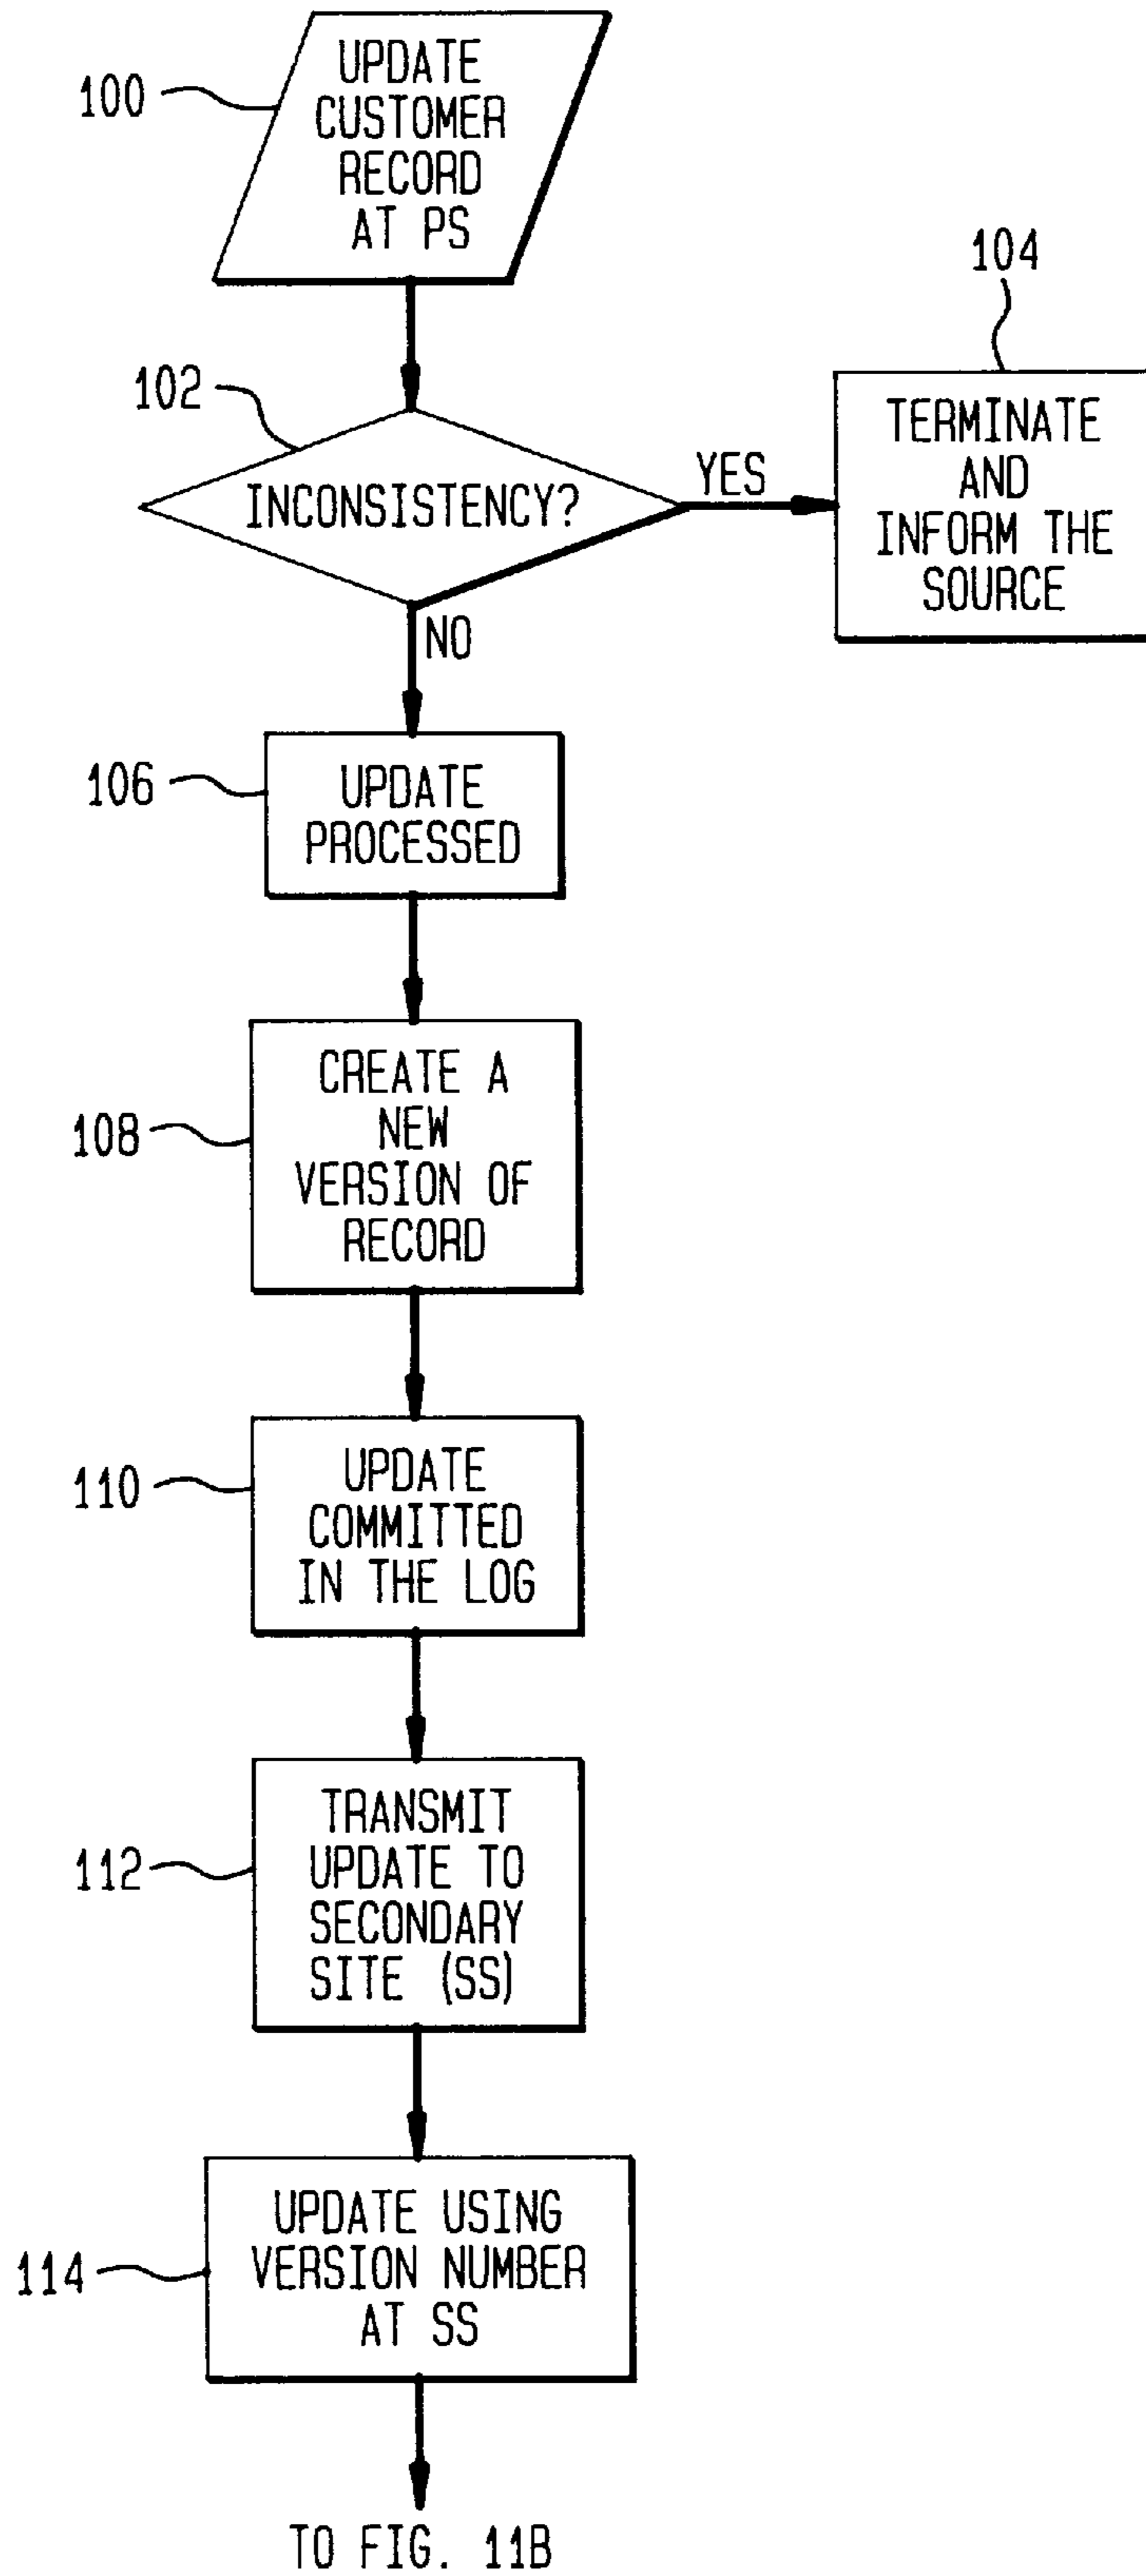 100
UPDATE
CUSTOMER
RECORD
AT PS
102
INCONSISTENCY?
YES
104
TERMINATE
AND
INFORM THE
SOURCE
NO
106
UPDATE
PROCESSED
108
CREATE A
NEW
VERSION OF
RECORD
110
UPDATE
COMMITTED
IN THE LOG
112
TRANSMIT
UPDATE TO
SECONDARY
SITE (SS)
114
UPDATE USING
VERSION NUMBER
AT SS
TO FIG. 11B